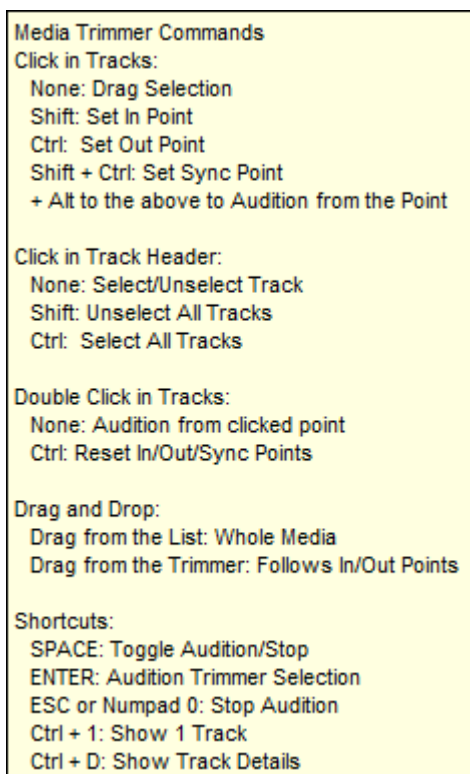 Media Trimmer Commands
Click in Tracks:
None: Drag Selection
Shift: Set In Point
Ctrl: Set Out Point
Shift + Ctrl: Set Sync Point
+ Alt to the above to Audition from the Point
Click in Track Header:
None: Select/Unselect Track
Shift: Unselect All Tracks
Ctrl: Select All Tracks
Double Click in Tracks:
None: Audition from clicked point
Ctrl: Reset In/Out/Sync Points
Drag and Drop:
Drag from the List: Whole Media
Drag from the Trimmer: Follows In/Out Points
Shortcuts:
SPACE: Toggle Audition/Stop
ENTER: Audition Trimmer Selection
ESC or Numpad 0: Stop Audition
Ctrl + 1: Show 1 Track
Ctrl + D: Show Track Details